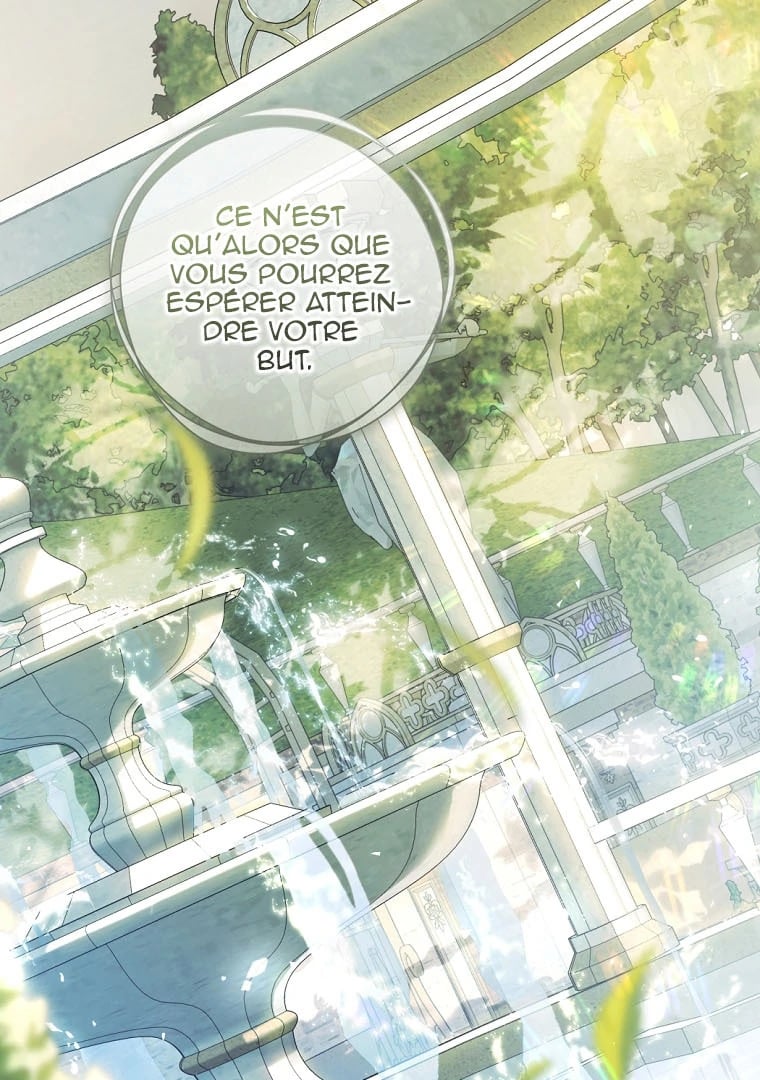 CE N'EST
QU'ALORS QUE
VOUS POURREZ
ESPÉRER ATTEIN-
DRE VOTRE
BUT.